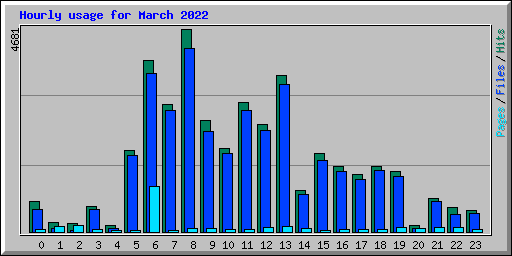 Hourly usage for March 2022
4681
Pages / Files / Hits
0 1 2 3 4 5 6 7 8 9 10 11 12 13 14 15 16 17 18 19 20 21 22 23